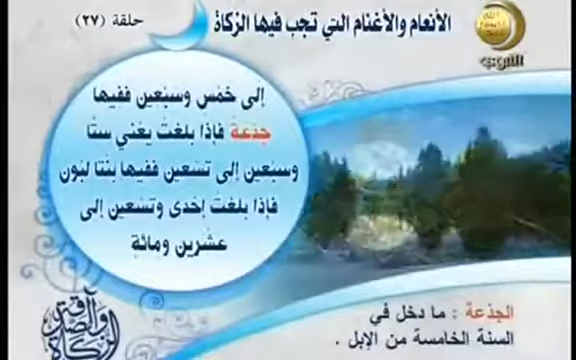 الأنعام والأغنام التي تجب فيها الزكاة
حلقة (٢٧)
إلى خمس وسبعين ففيها
جذعة فإذا بلغت يعني ستا
وسبعين إلى تسعين ففيها بنتا لبون
فإذا بلغت إحدى وتسعين إلى
عشرين ومائة
الجذعة : ما دخل في
السنة الخامسة من الإبل .
الزكاة والصدقة